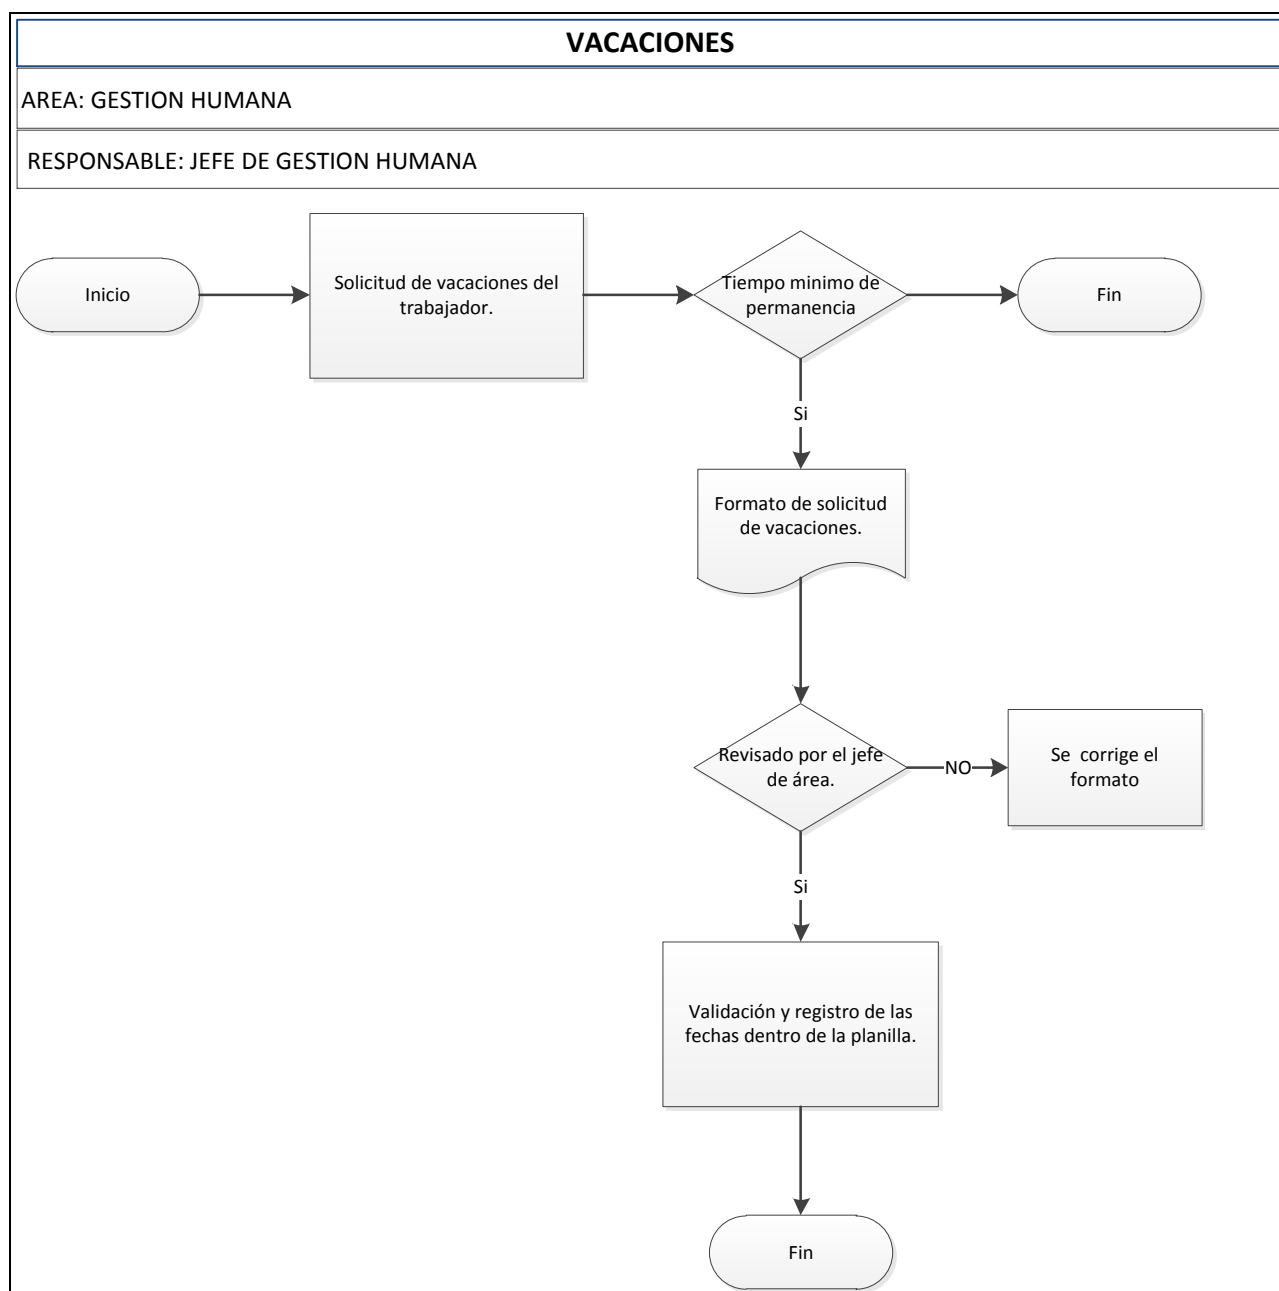 VACACIONES
AREA: GESTION HUMANA
RESPONSABLE: JEFE DE GESTION HUMANA
Inicio
Solicitud de vacaciones del
trabajador.
Tiempo minimo de
permanencia
Fin
Si
Formato de solicitud
de vacaciones.
Revisado por el jefe
de área.
NO
Se corrige el
formato
Si
Validación y registro de las
fechas dentro de la planilla.
Fin